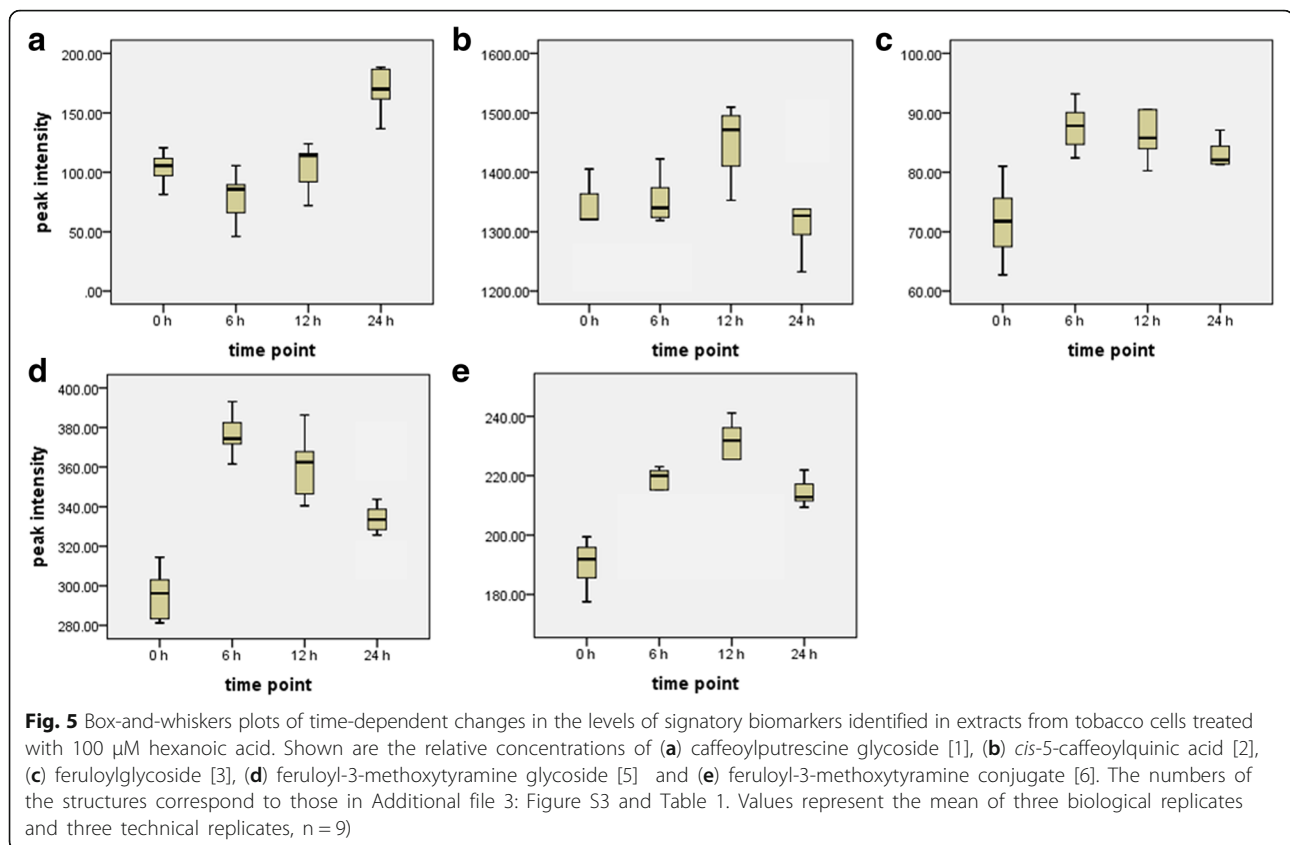 a
200.00
150.00
100.00
50.00
.00
peak intensity
0 h 6 h 12 h 24 h
time point
b
1600.00
1500.00
1400.00
1300.00
1200.00
0 h 6 h 12 h 24 h
time point
c
100.00
90.00
80.00
70.00
60.00
0 h 6 h 12 h 24 h
time point
d
400.00
380.00
360.00
340.00
320.00
300.00
280.00
peak intensity
0 h 6 h 12 h 24 h
time point
e
240.00
220.00
200.00
180.00
0 h 6 h 12 h 24 h
time point
Fig. 5 Box-and-whiskers plots of time-dependent changes in the levels of signatory biomarkers identified in extracts from tobacco cells treated
with 100 μM hexanoic acid. Shown are the relative concentrations of (a) caffeoylputrescine glycoside [1], (b) cis-5-caffeoylquinic acid [2],
(c) feruloylglycoside [3], (d) feruloyl-3-methoxytyramine glycoside [5] and (e) feruloyl-3-methoxytyramine conjugate [6]. The numbers of
the structures correspond to those in Additional file 3: Figure S3 and Table 1. Values represent the mean of three biological replicates
and three technical replicates, n = 9)